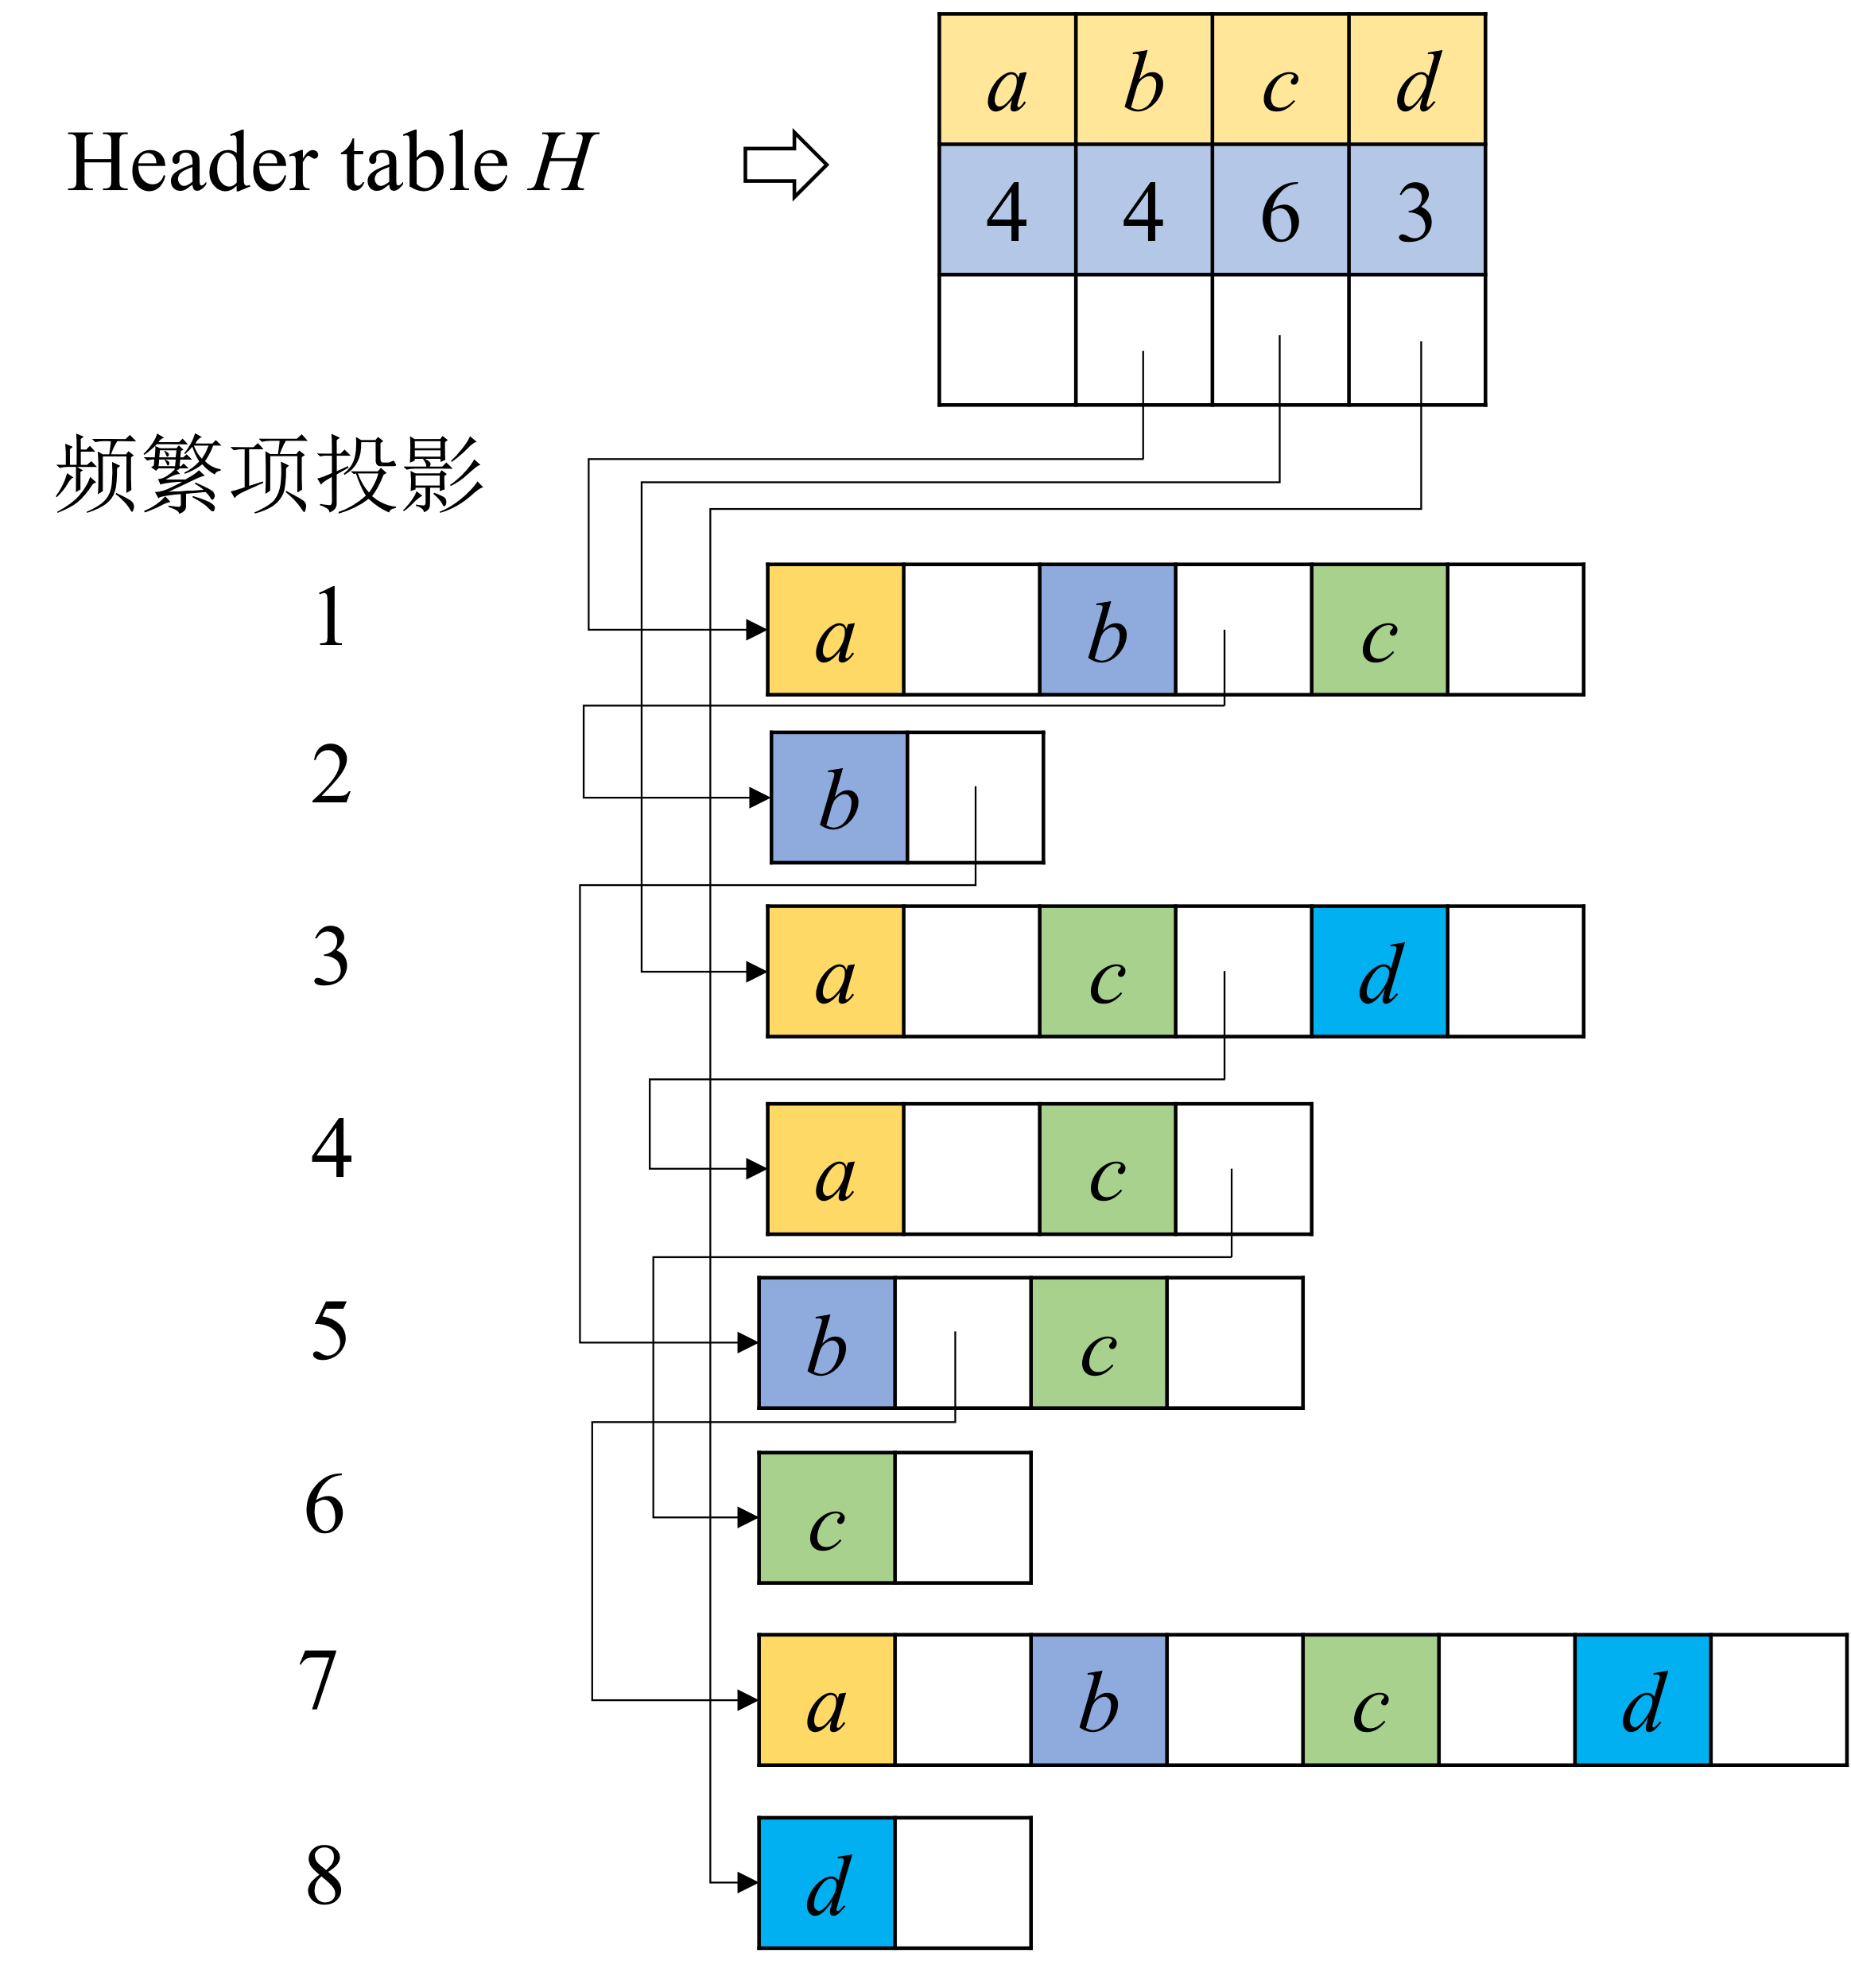 a b c d
Header table H
4 4 6 3
频繁项投影
1 a b c
2 b
3 a c d
4 a c
5 b c
6 c
7 a b c d
8 d